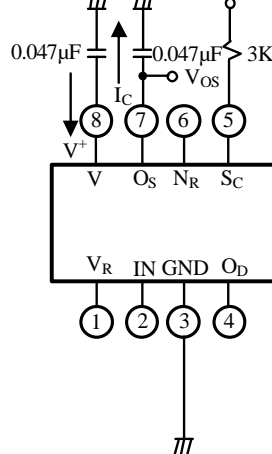 0.047μF
0.047μF
3K
V_OS
I_C
V⁺
8 7 6 5
V O_S N_R S_C
V_R IN GND O_D
1 2 3 4